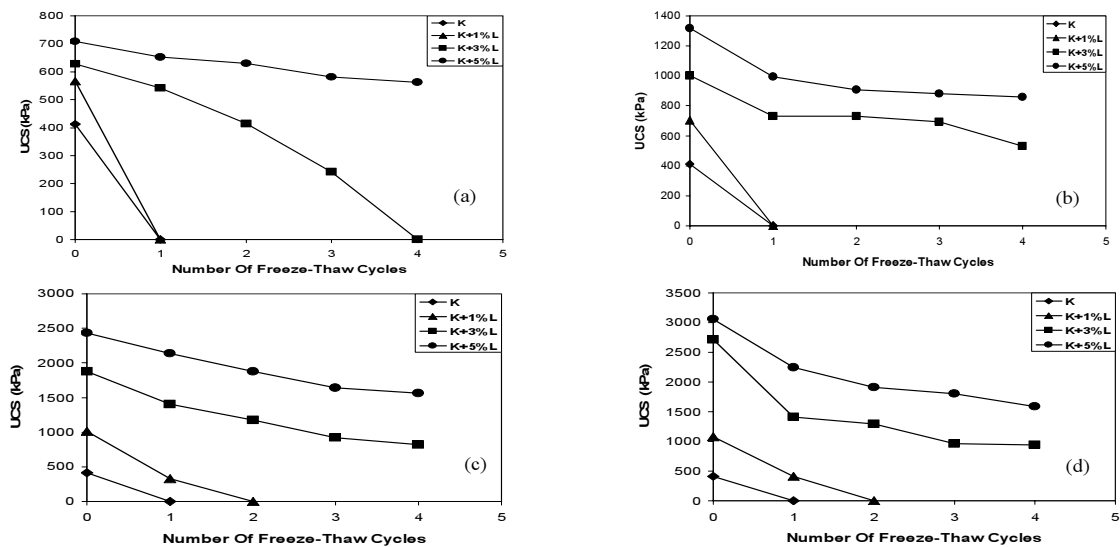 800
700
600
500
400
300
200
100
0
UCS (kPa)
0 1 2 3 4 5
Number Of Freeze-Thaw Cycles
K
K+1%L
K+3%L
K+5%L
(a)
1400
1200
1000
800
600
400
200
0
UCS (kPa)
0 1 2 3 4 5
Number Of Freeze-Thaw Cycles
K
K+1%L
K+3%L
K+5%L
(b)
3000
2500
2000
1500
1000
500
0
UCS (kPa)
0 1 2 3 4 5
Number Of Freeze-Thaw Cycles
K
K+1%L
K+3%L
K+5%L
(c)
3500
3000
2500
2000
1500
1000
500
0
UCS (kPa)
0 1 2 3 4 5
Number Of Freeze-Thaw Cycles
K
K+1%L
K+3%L
K+5%L
(d)